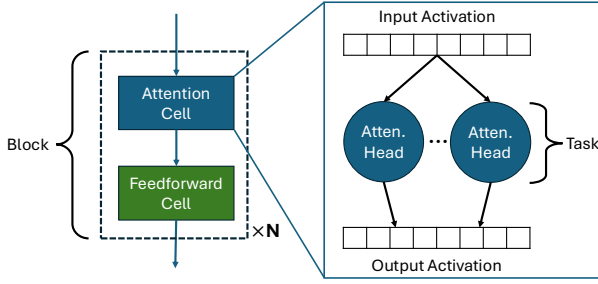 Block
Attention
Cell
Feedforward
Cell
×N
Input Activation
Atten.
Head
...
Atten.
Head
Task
Output Activation